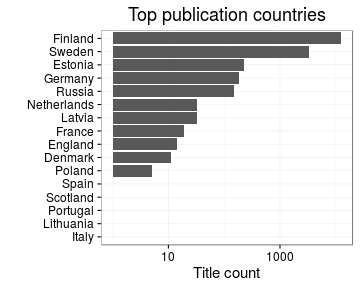 Top publication countries
Finland
Sweden
Estonia
Germany
Russia
Netherlands
Latvia
France
England
Denmark
Poland
Spain
Scotland
Portugal
Lithuania
Italy
10 1000
Title count